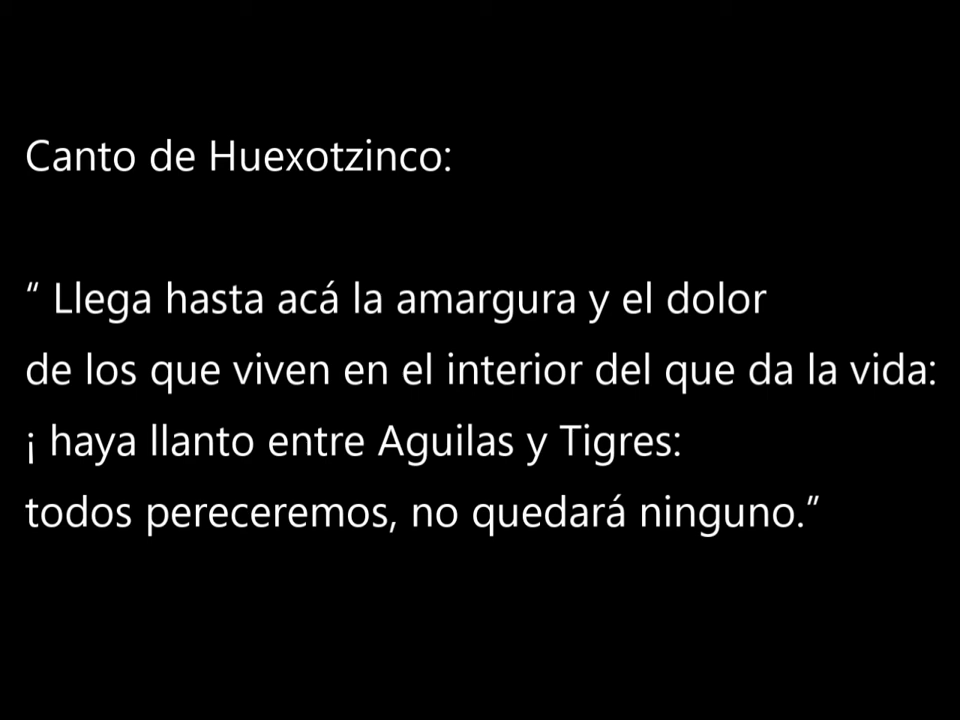 Canto de Huexotzinco:
“ Llega hasta acá la amargura y el dolor
de los que viven en el interior del que da la vida:
¡ haya llanto entre Aguilas y Tigres:
todos pereceremos, no quedará ninguno.”